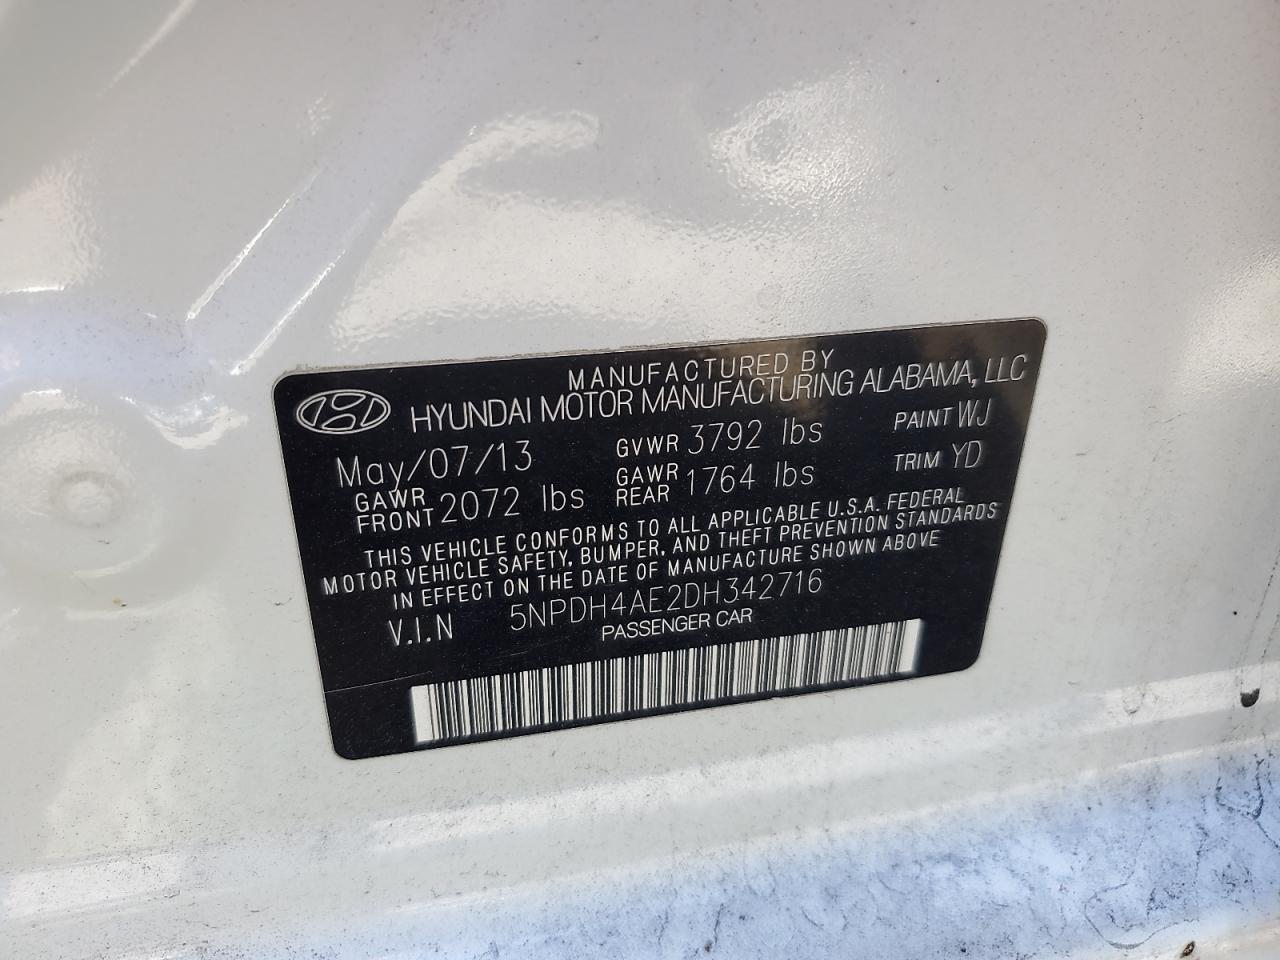 MANUFACTURED BY
HYUNDAI MOTOR MANUFACTURING ALABAMA, LLC
May/07/13 GVWR 3792 lbs PAINT WJ
GAWR FRONT 2072 lbs GAWR REAR 1764 lbs TRIM YD
THIS VEHICLE CONFORMS TO ALL APPLICABLE U.S.A. FEDERAL
MOTOR VEHICLE SAFETY, BUMPER, AND THEFT PREVENTION STANDARDS
IN EFFECT ON THE DATE OF MANUFACTURE SHOWN ABOVE
V.I.N 5NPDH4AE2DH342716
PASSENGER CAR